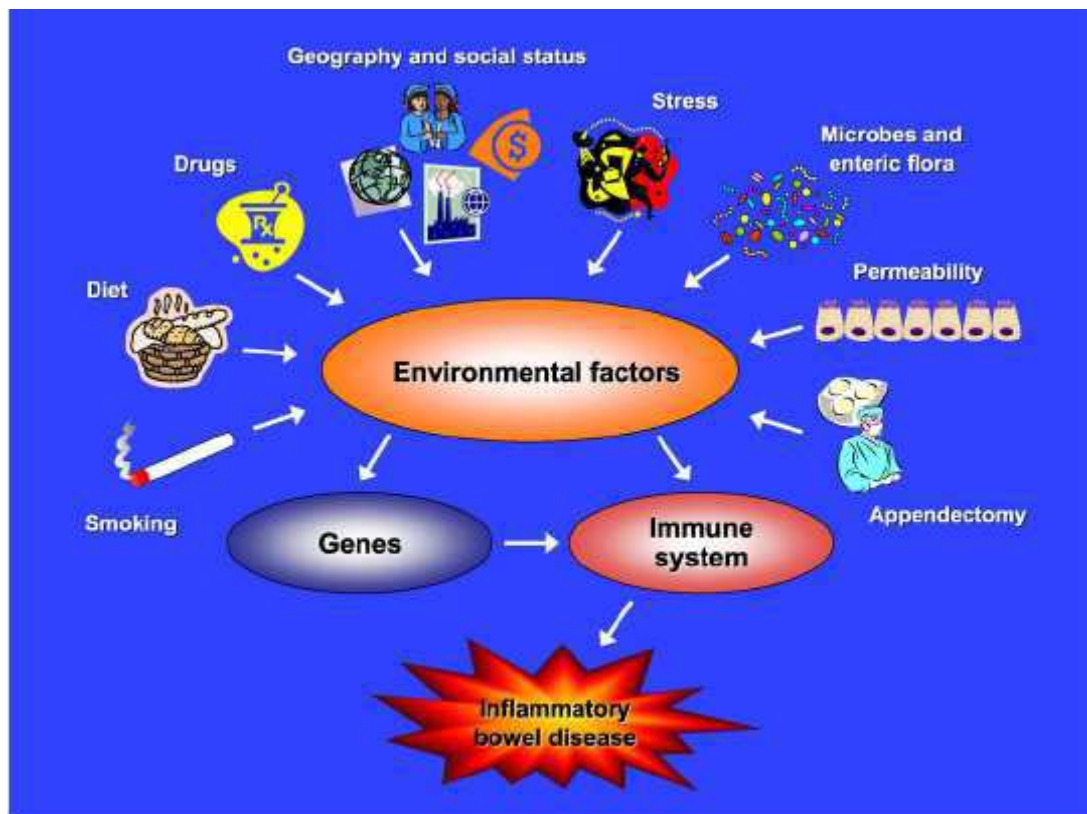 Geography and social status
Stress
Microbes and
enteric flora
Drugs
Rx
$
Permeability
Diet
Environmental factors
Smoking
Appendectomy
Genes
Immune
system
Inflammatory
bowel disease